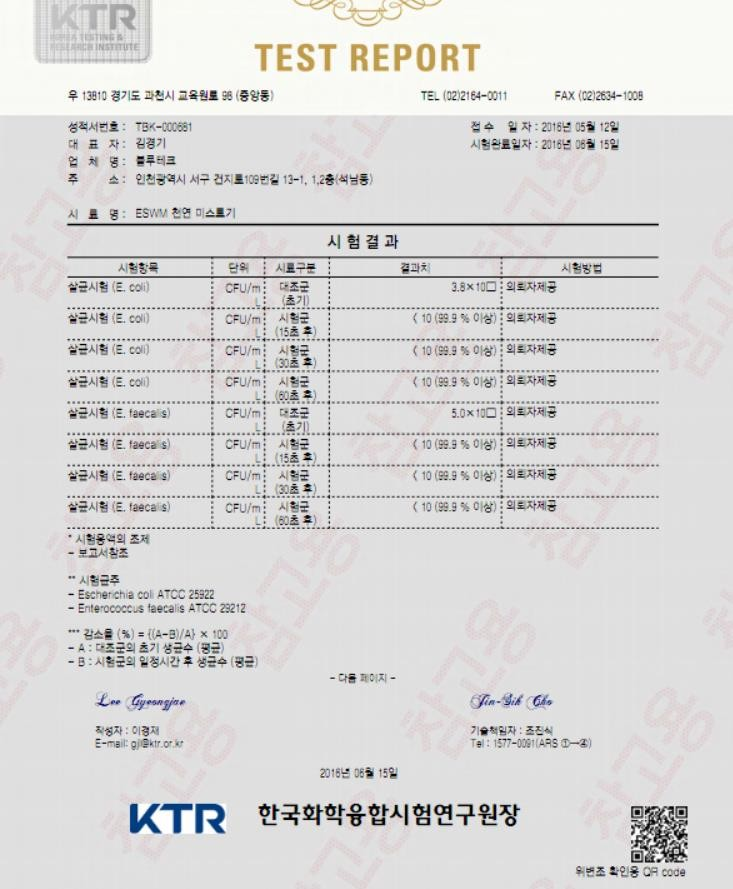 KTR
KOREA TESTING &
RESEARCH INSTITUTE
TEST REPORT
우 13810 경기도 과천시 교육원로 98 (중앙동) TEL (02)2164-0011 FAX (02)2634-1008
성적서번호 : TBK-000681 접수 일자 : 2016년 05월 12일
대 표 자 : 김경기 시험완료일자 : 2016년 06월 15일
업 체 명 : 블루테크
주 소 : 인천광역시 서구 건지로109번길 13-1, 1,2층(석남동)
시 료 명 : ESWM 천연 미스트기
시험결과
시험항목 단위 시료구분 결과치 시험방법
살균시험 (E. coli) CFU/m 대조군 3.8×10□ 의뢰자제공
L (초기)
살균시험 (E. coli) CFU/m 시험군 < 10 (99.9 % 이상) 의뢰자제공
L (15초 후)
살균시험 (E. coli) CFU/m 시험군 < 10 (99.9 % 이상) 의뢰자제공
L (30초 후)
살균시험 (E. coli) CFU/m 시험군 < 10 (99.9 % 이상) 의뢰자제공
L (60초 후)
살균시험 (E. faecalis) CFU/m 대조군 5.0×10□ 의뢰자제공
L (초기)
살균시험 (E. faecalis) CFU/m 시험군 < 10 (99.9 % 이상) 의뢰자제공
L (15초 후)
살균시험 (E. faecalis) CFU/m 시험군 < 10 (99.9 % 이상) 의뢰자제공
L (30초 후)
살균시험 (E. faecalis) CFU/m 시험군 < 10 (99.9 % 이상) 의뢰자제공
L (60초 후)
* 시험용액의 조제
- 보고서참조
** 시험균주
- Escherichia coli ATCC 25922
- Enterococcus faecalis ATCC 29212
*** 감소율 (%) = {(A-B)/A} × 100
- A : 대조군의 초기 생균수 (평균)
- B : 시험군의 일정시간 후 생균수 (평균)
- 다음 페이지 -
Lee Gyeongjae Jin-Sik Cho
작성자 : 이경재 기술책임자 : 조진식
E-mail: gjl@ktr.or.kr Tel : 1577-0091(ARS ①→④)
2016년 06월 15일
KTR 한국화학융합시험연구원장
위변조 확인용 QR code
참고용